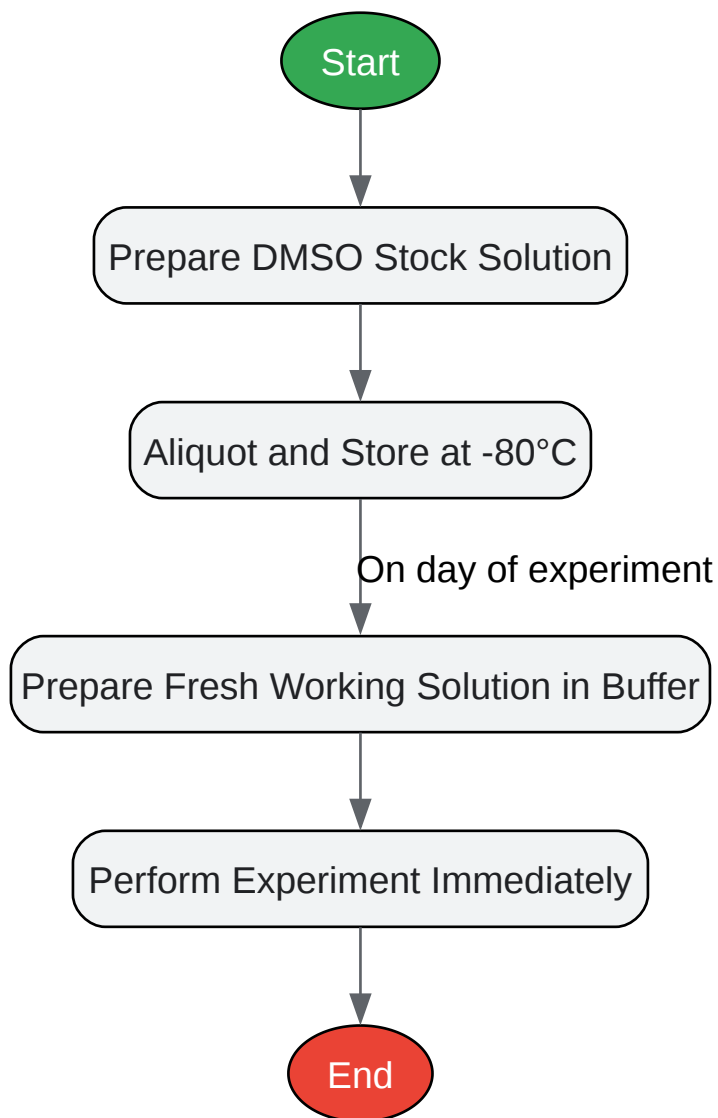 Start
Prepare DMSO Stock Solution
Aliquot and Store at -80°C
On day of experiment
Prepare Fresh Working Solution in Buffer
Perform Experiment Immediately
End